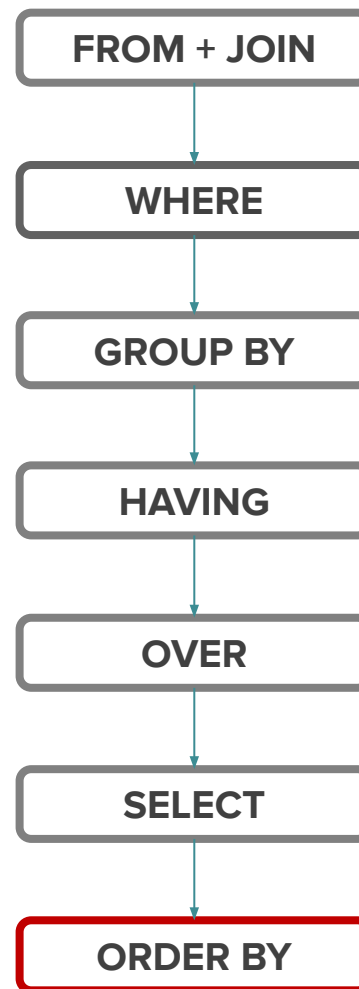 FROM + JOIN
WHERE
GROUP BY
HAVING
OVER
SELECT
ORDER BY